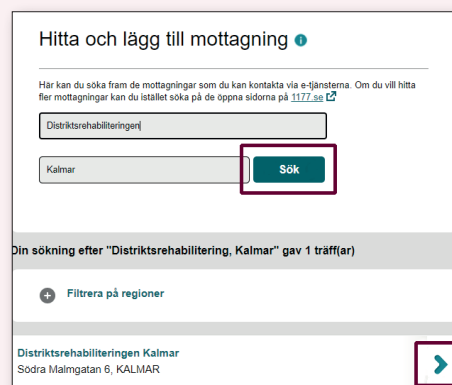 Hitta och lägg till mottagning
Här kan du söka fram de mottagningar som du kan kontakta via e-tjänsterna. Om du vill hitta
fler mottagningar kan du istället söka på de öppna sidorna på 1177.se
Distriktsrehabiliteringen
Kalmar
Sök
Din sökning efter "Distriktsrehabilitering, Kalmar" gav 1 träff(ar)
Filtrera på regioner
Distriktsrehabiliteringen Kalmar
Södra Malmgatan 6, KALMAR